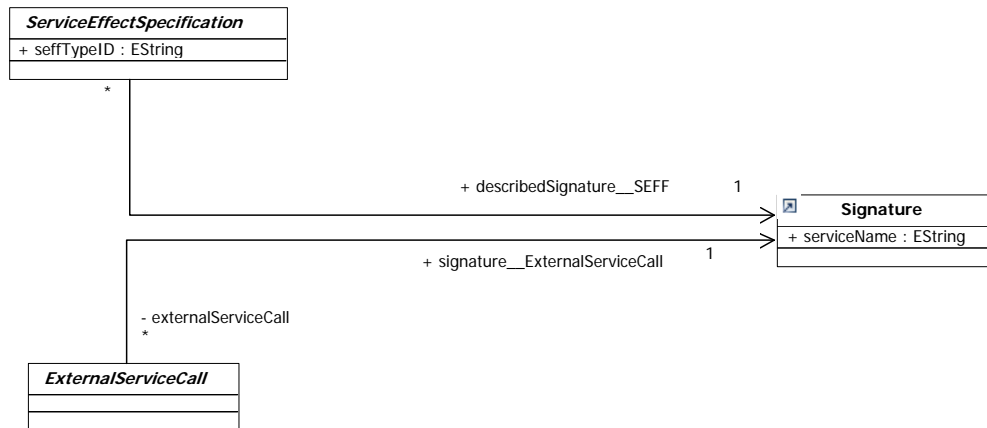 ServiceEffectSpecification
+ seffTypeID : EString
*
+ describedSignature__SEFF 1
Signature
+ serviceName : EString
+ signature__ExternalServiceCall 1
- externalServiceCall
*
ExternalServiceCall